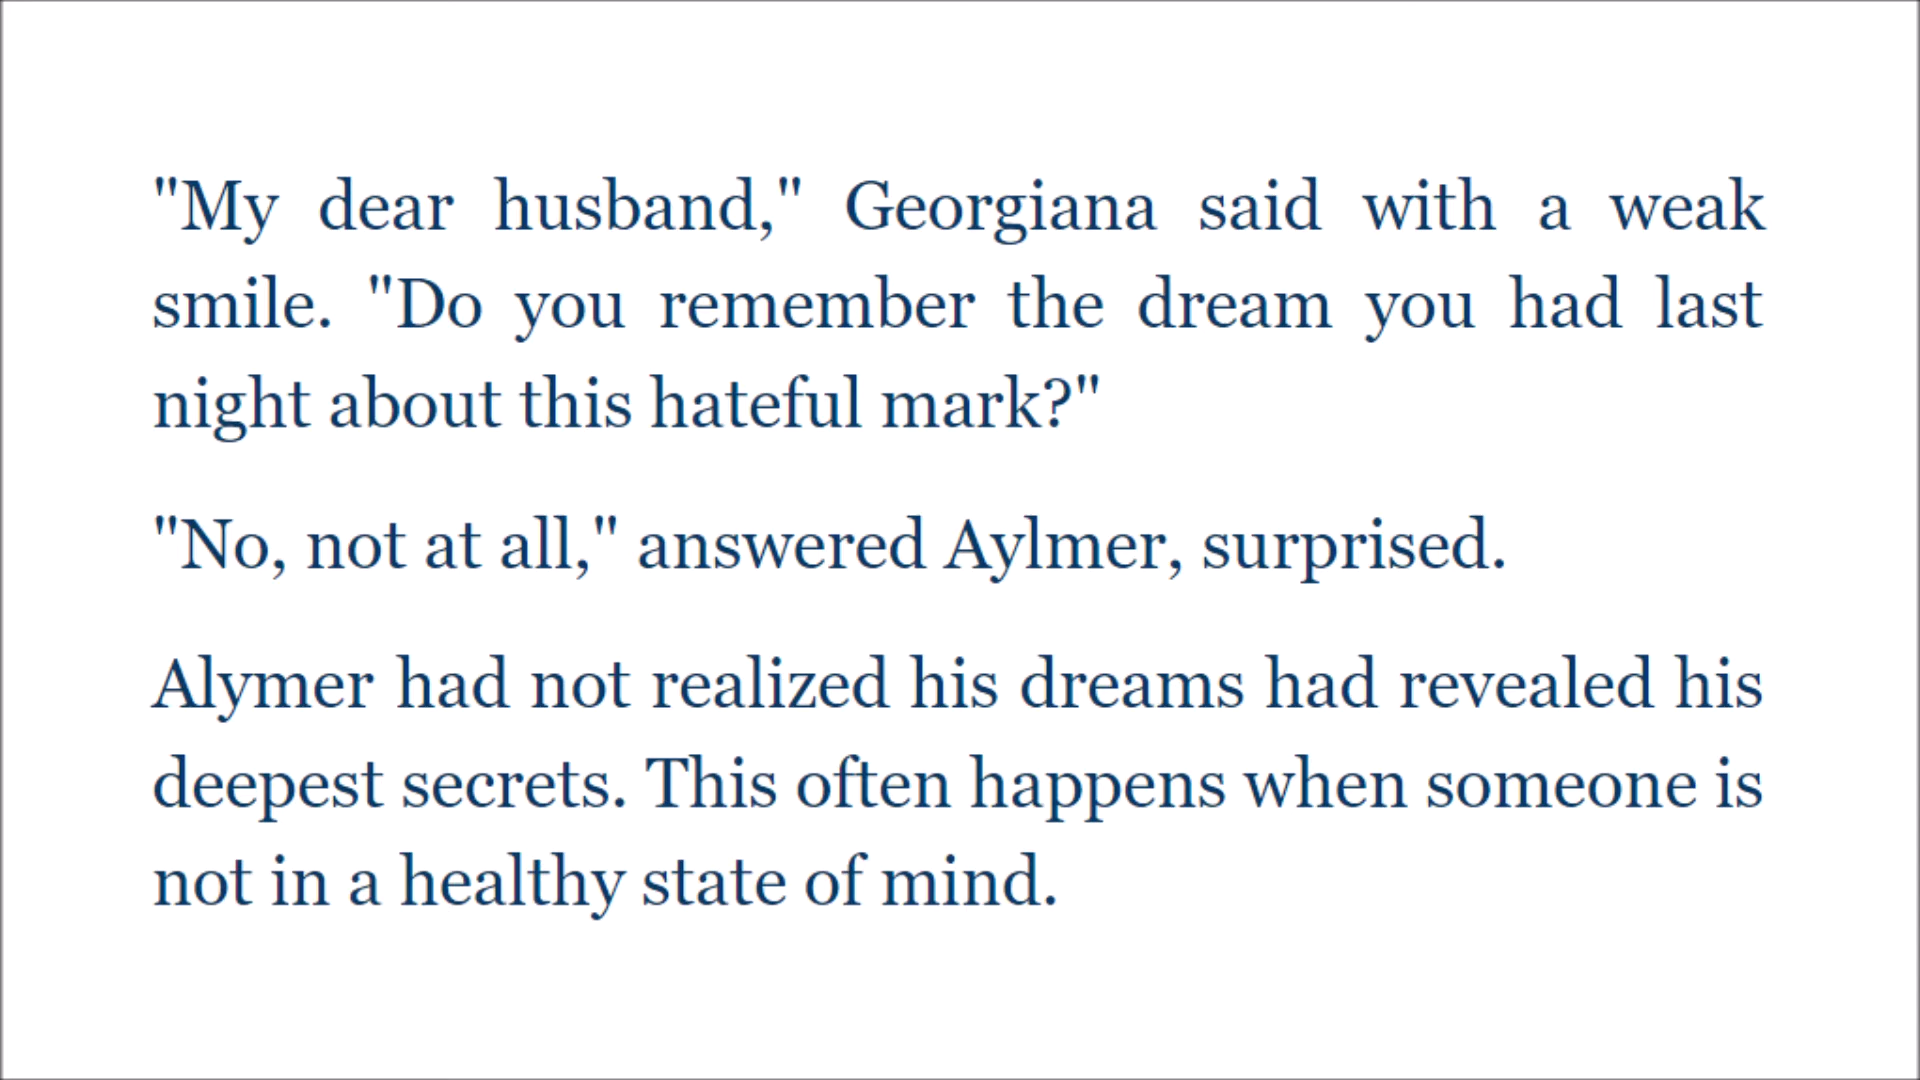 "My dear husband," Georgiana said with a weak
smile. "Do you remember the dream you had last
night about this hateful mark?"
"No, not at all," answered Aylmer, surprised.
Alymer had not realized his dreams had revealed his
deepest secrets. This often happens when someone is
not in a healthy state of mind.